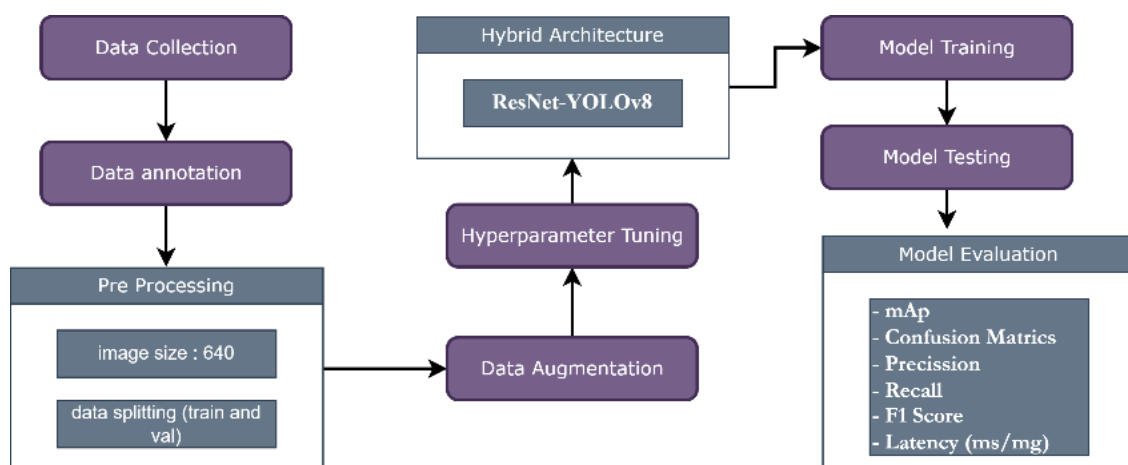 Data Collection
Data annotation
Pre Processing
image size : 640
data splitting (train and
val)
Data Augmentation
Hyperparameter Tuning
Hybrid Architecture
ResNet-YOLOv8
Model Training
Model Testing
Model Evaluation
- mAp
- Confusion Matrics
- Precission
- Recall
- F1 Score
- Latency (ms/mg)